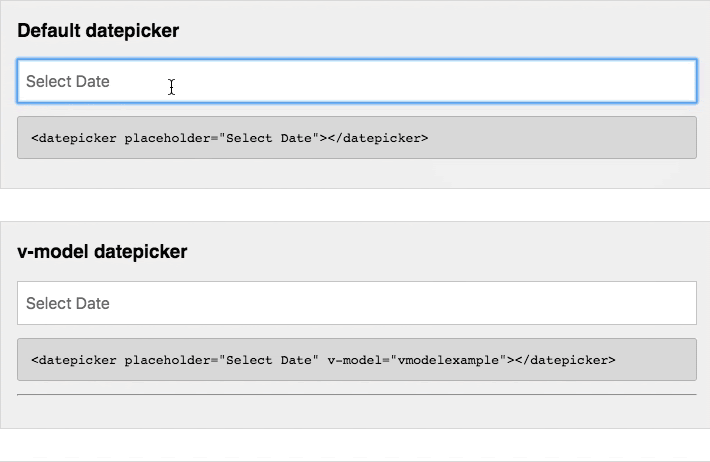 Default datepicker
Select Date
<datepicker placeholder="Select Date"></datepicker>
v-model datepicker
Select Date
<datepicker placeholder="Select Date" v-model="vmodelexample"></datepicker>